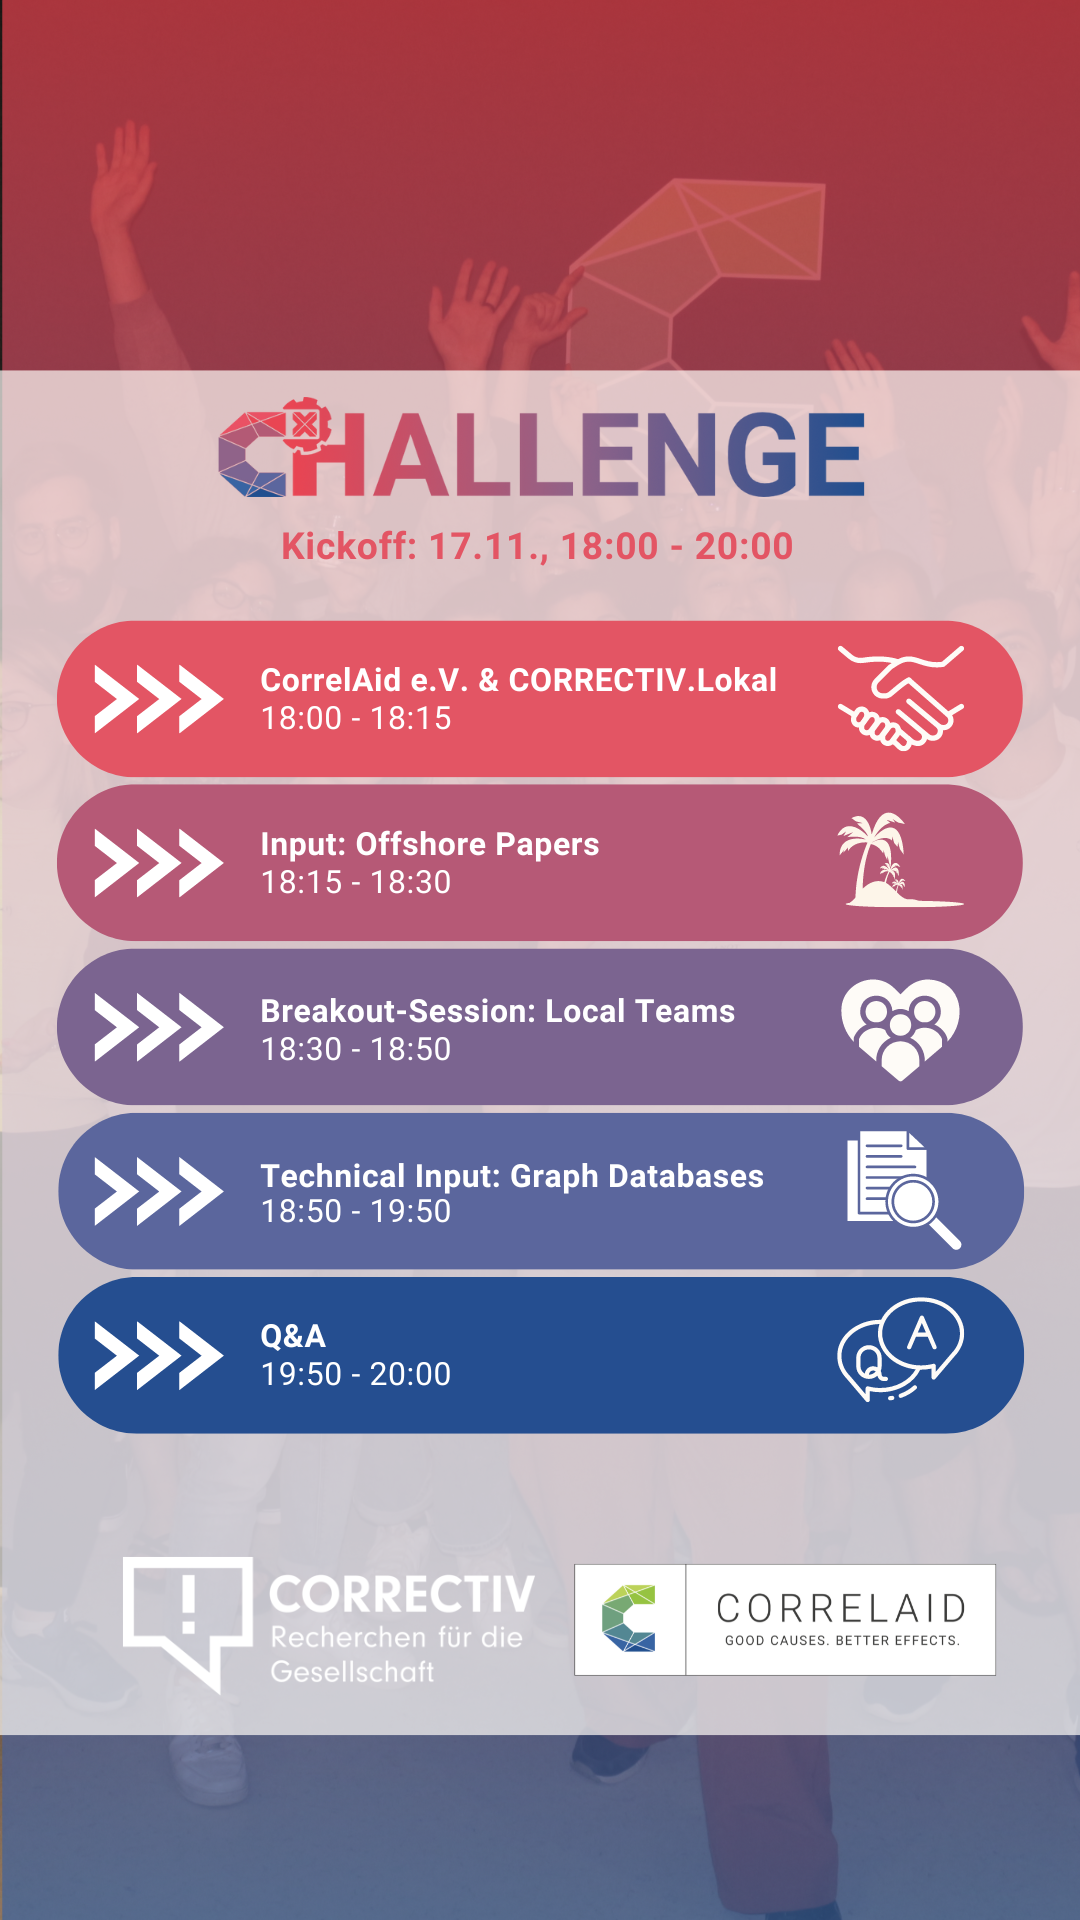 CHALLENGE
Kickoff: 17.11., 18:00 - 20:00
CorrelAid e.V. & CORRECTIV.Lokal
18:00 - 18:15
Input: Offshore Papers
18:15 - 18:30
Breakout-Session: Local Teams
18:30 - 18:50
Technical Input: Graph Databases
18:50 - 19:50
Q&A
19:50 - 20:00
Q A
! CORRECTIV
Recherchen für die
Gesellschaft
CORRELAID
GOOD CAUSES. BETTER EFFECTS.